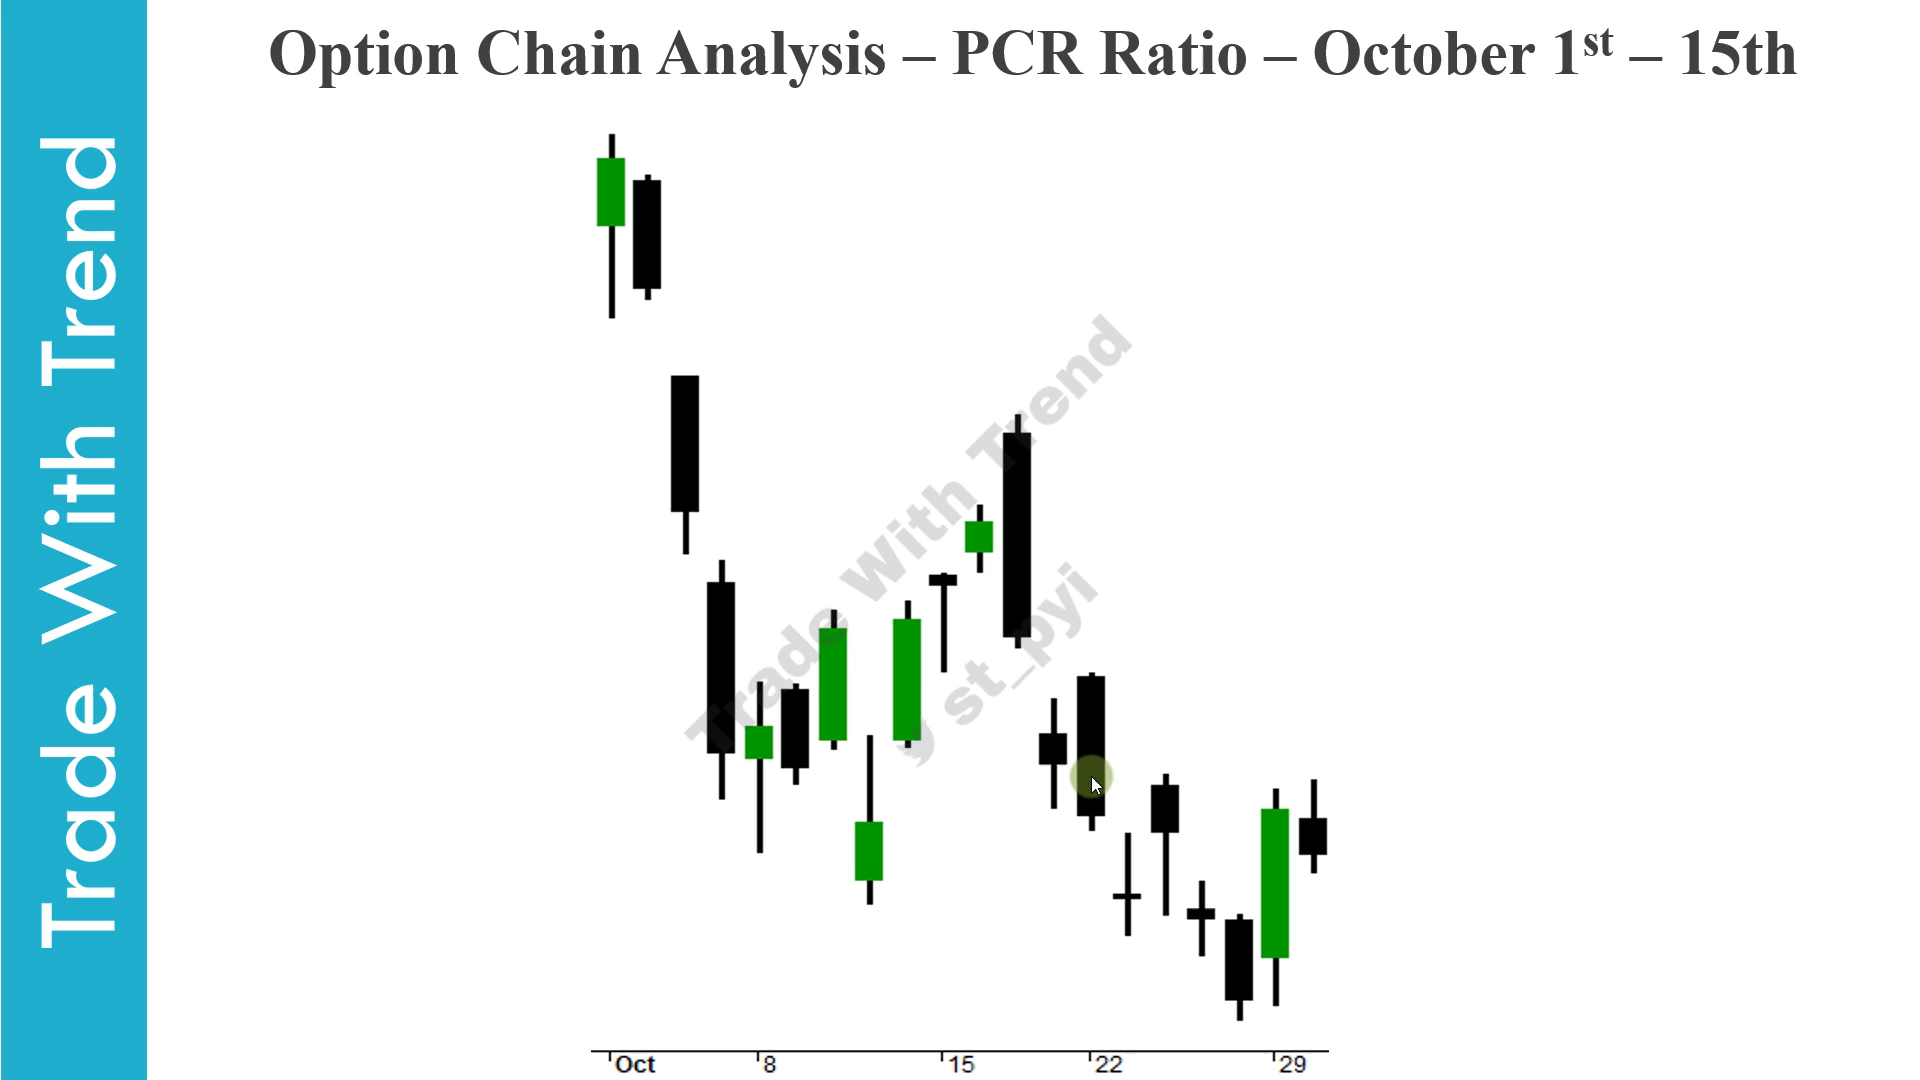 Option Chain Analysis – PCR Ratio – October 1st – 15th
Trade With Trend
Trade With Trend
y st_pyi
Oct 8 15 22 29